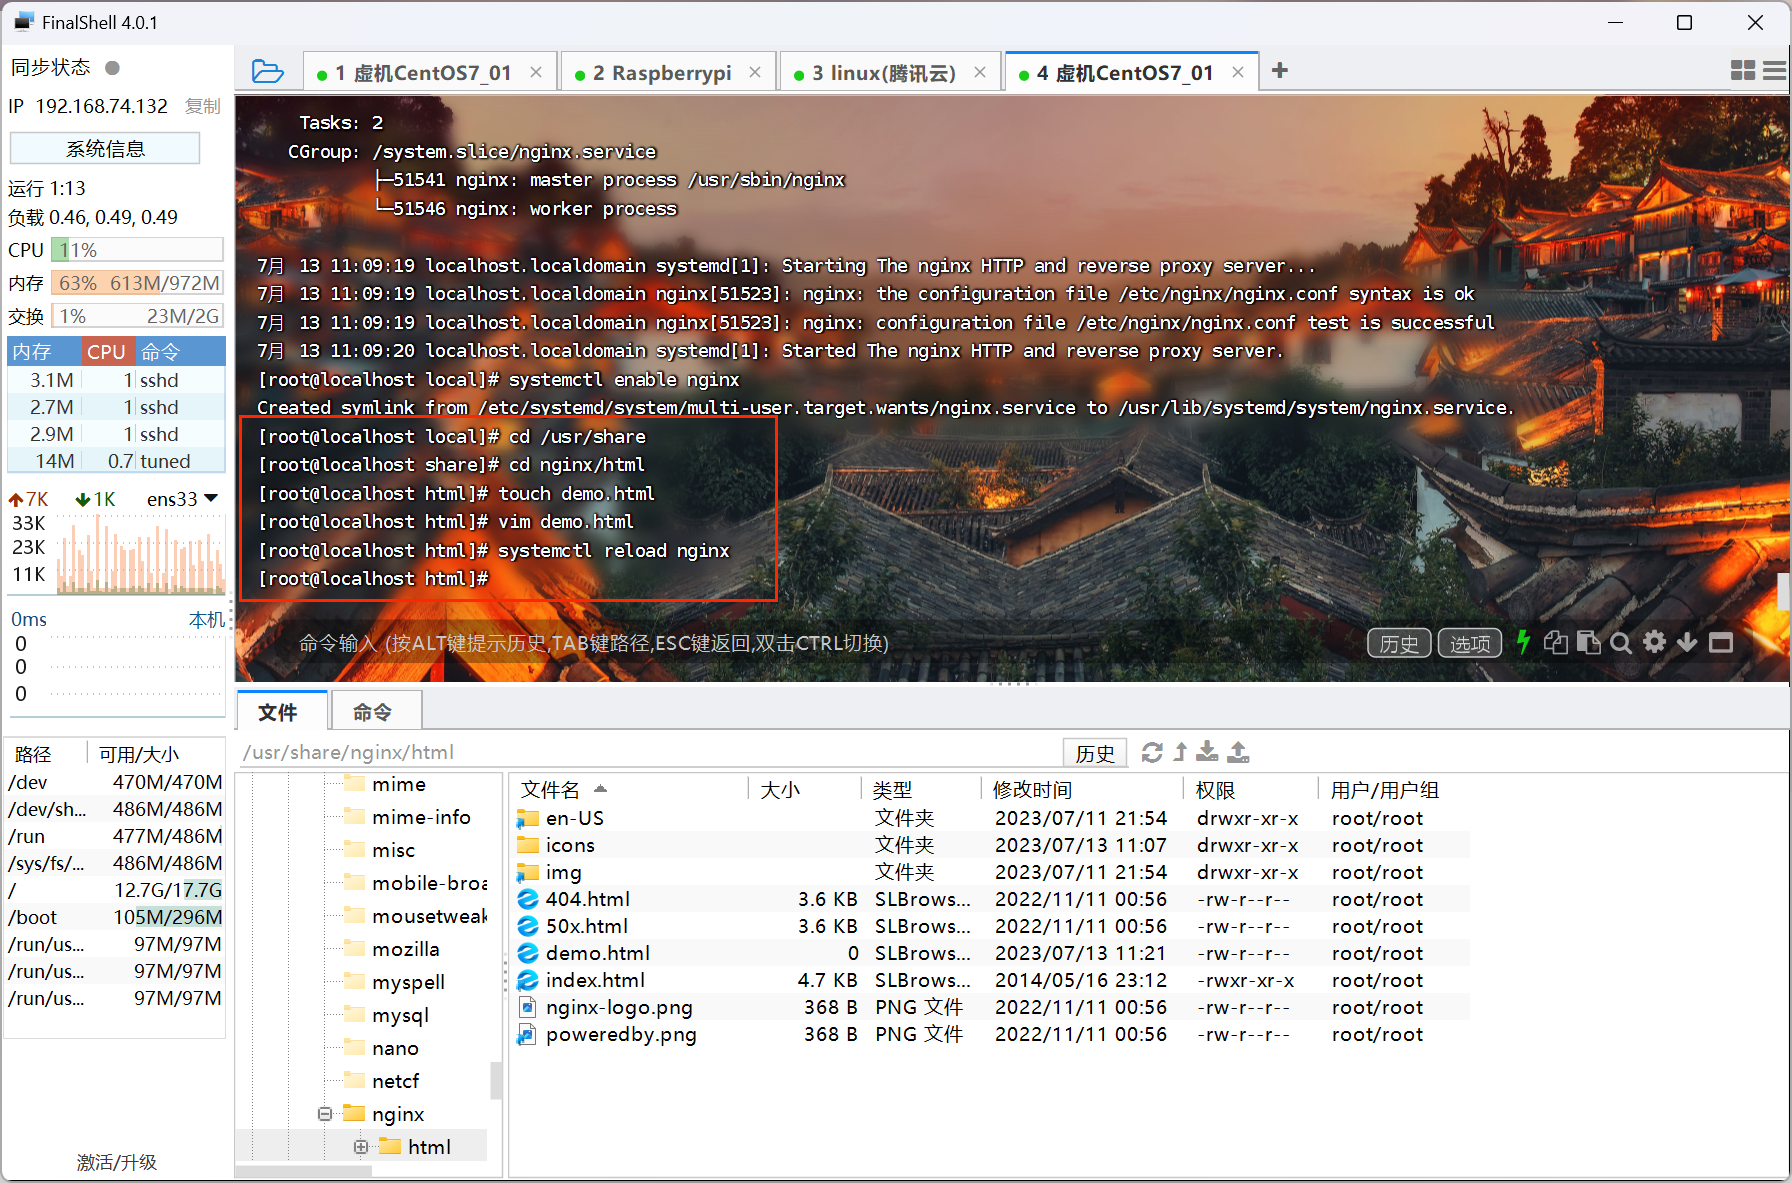 FinalShell 4.0.1
同步状态
IP 192.168.74.132 复制
系统信息
运行 1:13
负载 0.46, 0.49, 0.49
CPU 11%
内存 63% 613M/972M
交换 1% 23M/2G
内存 CPU 命令
3.1M 1 sshd
2.7M 1 sshd
2.9M 1 sshd
14M 0.7 tuned
7K 1K ens33
33K
23K
11K
0ms 本机
0
0
0
路径 可用/大小
/dev 470M/470M
/dev/sh... 486M/486M
/run 477M/486M
/sys/fs/... 486M/486M
/ 12.7G/17.7G
/boot 105M/296M
/run/us... 97M/97M
/run/us... 97M/97M
/run/us... 97M/97M
激活/升级
1 虚机CentOS7_01 2 Raspberrypi 3 linux(腾讯云) 4 虚机CentOS7_01
Tasks: 2
CGroup: /system.slice/nginx.service
├─51541 nginx: master process /usr/sbin/nginx
└─51546 nginx: worker process
7月 13 11:09:19 localhost.localdomain systemd[1]: Starting The nginx HTTP and reverse proxy server...
7月 13 11:09:19 localhost.localdomain nginx[51523]: nginx: the configuration file /etc/nginx/nginx.conf syntax is ok
7月 13 11:09:19 localhost.localdomain nginx[51523]: nginx: configuration file /etc/nginx/nginx.conf test is successful
7月 13 11:09:20 localhost.localdomain systemd[1]: Started The nginx HTTP and reverse proxy server.
[root@localhost local]# systemctl enable nginx
Created symlink from /etc/systemd/system/multi-user.target.wants/nginx.service to /usr/lib/systemd/system/nginx.service.
[root@localhost local]# cd /usr/share
[root@localhost share]# cd nginx/html
[root@localhost html]# touch demo.html
[root@localhost html]# vim demo.html
[root@localhost html]# systemctl reload nginx
[root@localhost html]#
命令输入 (按ALT键提示历史,TAB键路径,ESC键返回,双击CTRL切换) 历史 选项
文件 命令
/usr/share/nginx/html 历史
mime
mime-info
misc
mobile-broa
mousetweak
mozilla
myspell
mysql
nano
netcf
nginx
html
文件名 大小 类型 修改时间 权限 用户/用户组
en-US 文件夹 2023/07/11 21:54 drwxr-xr-x root/root
icons 文件夹 2023/07/13 11:07 drwxr-xr-x root/root
img 文件夹 2023/07/11 21:54 drwxr-xr-x root/root
404.html 3.6 KB SLBrows... 2022/11/11 00:56 -rw-r--r-- root/root
50x.html 3.6 KB SLBrows... 2022/11/11 00:56 -rw-r--r-- root/root
demo.html 0 SLBrows... 2023/07/13 11:21 -rw-r--r-- root/root
index.html 4.7 KB SLBrows... 2014/05/16 23:12 -rwxr-xr-x root/root
nginx-logo.png 368 B PNG 文件 2022/11/11 00:56 -rw-r--r-- root/root
poweredby.png 368 B PNG 文件 2022/11/11 00:56 -rw-r--r-- root/root